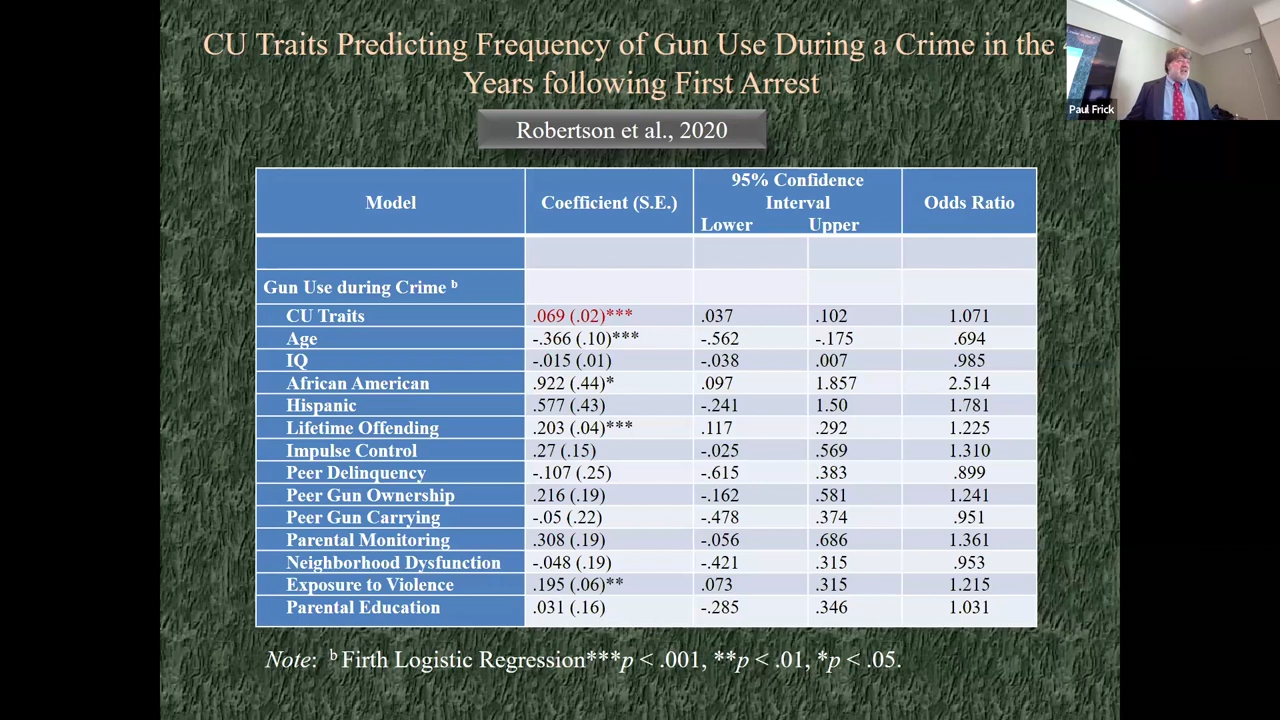 CU Traits Predicting Frequency of Gun Use During a Crime in the 4
Years following First Arrest
Paul Frick
Robertson et al., 2020
Model Coefficient (S.E.) 95% Confidence Interval Lower Upper Odds Ratio
Gun Use during Crime b
CU Traits .069 (.02)*** .037 .102 1.071
Age -.366 (.10)*** -.562 -.175 .694
IQ -.015 (.01) -.038 .007 .985
African American .922 (.44)* .097 1.857 2.514
Hispanic .577 (.43) -.241 1.50 1.781
Lifetime Offending .203 (.04)*** .117 .292 1.225
Impulse Control .27 (.15) -.025 .569 1.310
Peer Delinquency -.107 (.25) -.615 .383 .899
Peer Gun Ownership .216 (.19) -.162 .581 1.241
Peer Gun Carrying -.05 (.22) -.478 .374 .951
Parental Monitoring .308 (.19) -.056 .686 1.361
Neighborhood Dysfunction -.048 (.19) -.421 .315 .953
Exposure to Violence .195 (.06)** .073 .315 1.215
Parental Education .031 (.16) -.285 .346 1.031
Note: b Firth Logistic Regression***p < .001, **p < .01, *p < .05.